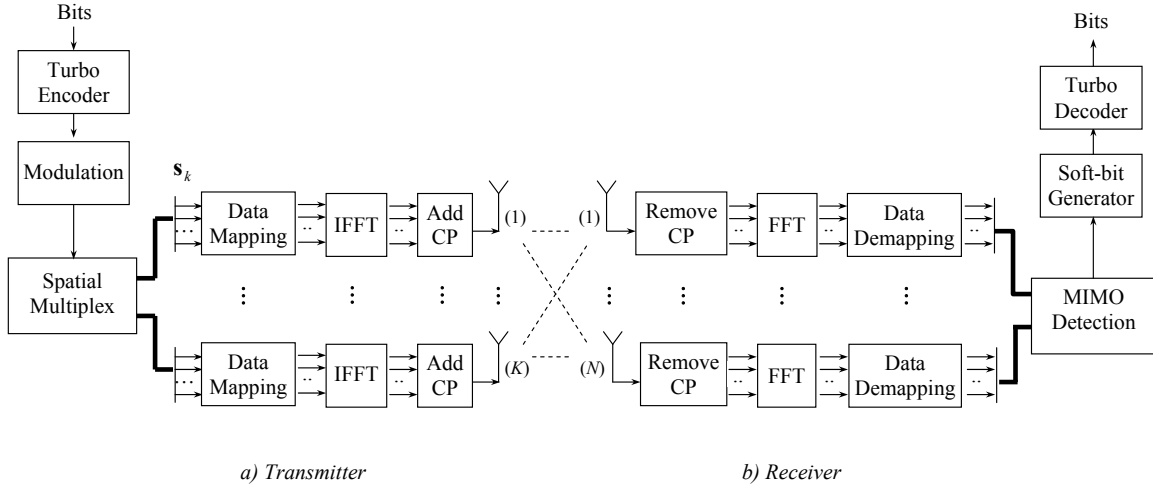 Bits
Turbo
Encoder
Modulation
Spatial
Multiplex
s k
Data
Mapping
IFFT
Add
CP
(1)
Data
Mapping
IFFT
Add
CP
(K)
(1)
Remove
CP
FFT
Data
Demapping
(N)
Remove
CP
FFT
Data
Demapping
Bits
Turbo
Decoder
Soft-bit
Generator
MIMO
Detection
a) Transmitter
b) Receiver